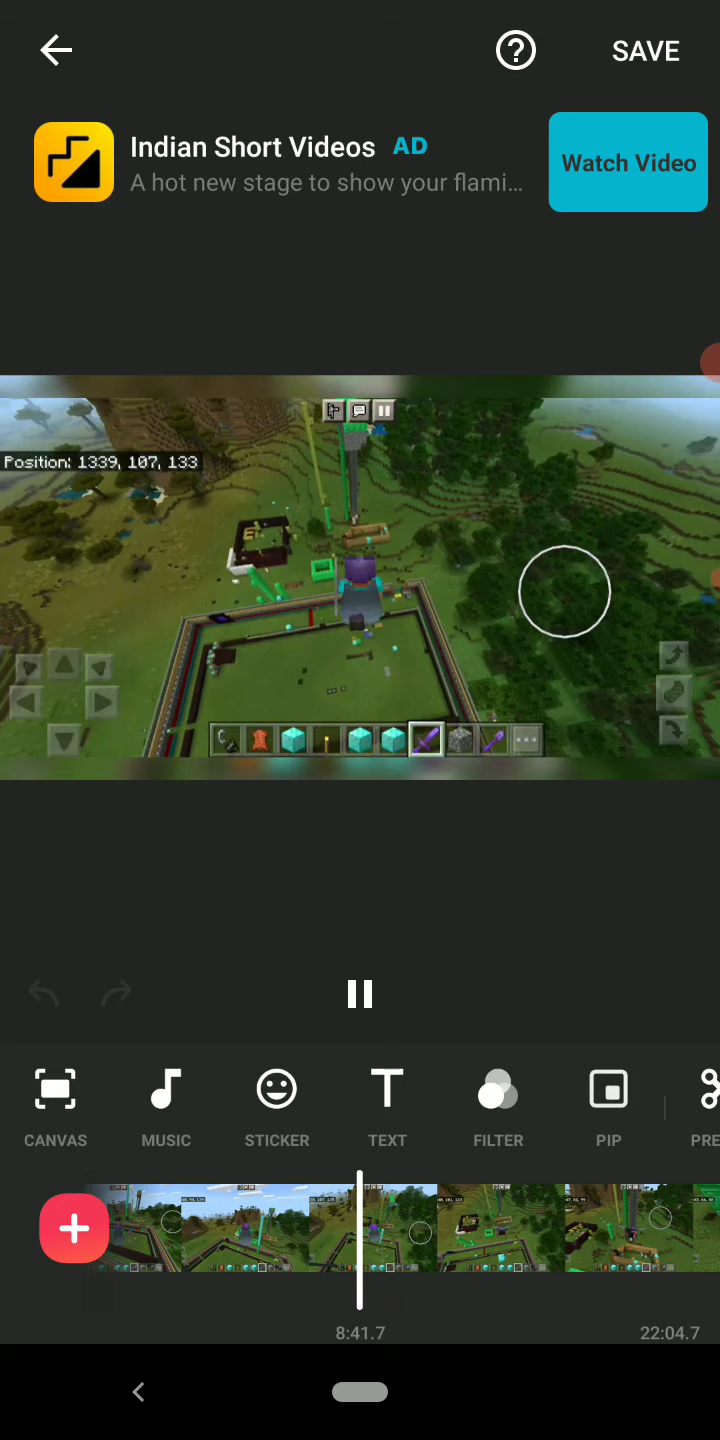 SAVE
Indian Short Videos AD
A hot new stage to show your flami...
Watch Video
Position: 1339, 107, 133
CANVAS
MUSIC
STICKER
TEXT
FILTER
PIP
PRE
8:41.7
22:04.7